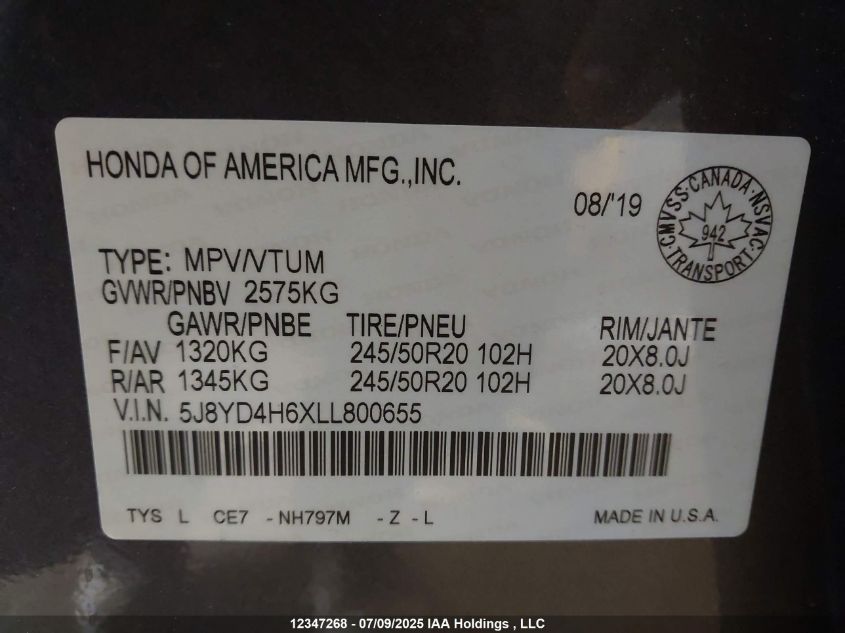 HONDA OF AMERICA MFG.,INC.
08/'19
CMVSS · CANADA · NSVAC · TRANSPORT
942
TYPE: MPV/VTUM
GVWR/PNBV 2575KG
GAWR/PNBE TIRE/PNEU RIM/JANTE
F/AV 1320KG 245/50R20 102H 20X8.0J
R/AR 1345KG 245/50R20 102H 20X8.0J
V.I.N. 5J8YD4H6XLL800655
TYS L CE7 -NH797M -Z -L MADE IN U.S.A.
12347268 - 07/09/2025 IAA Holdings , LLC